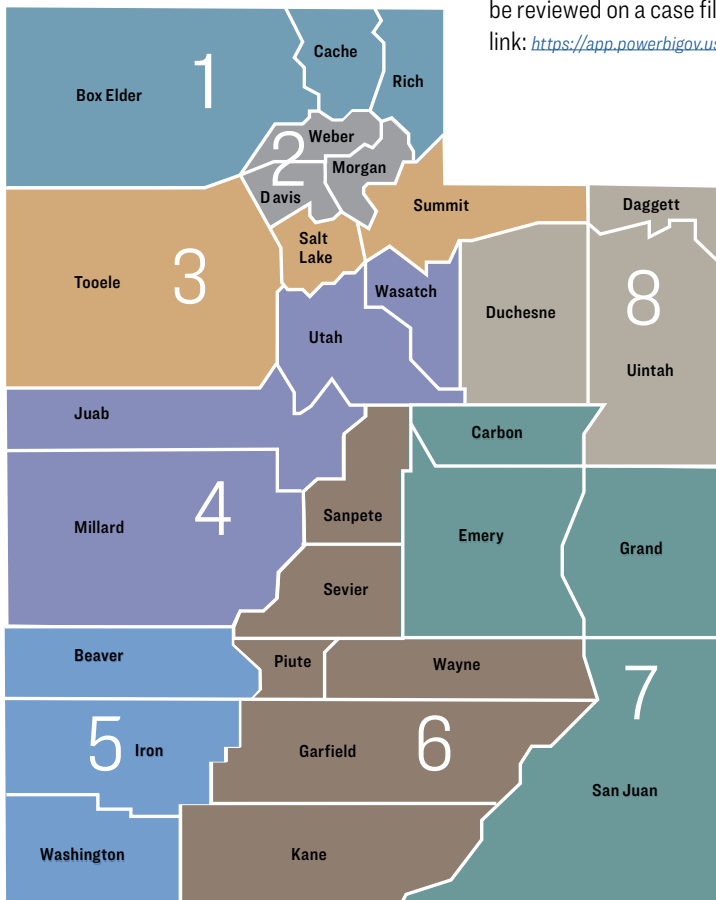 be reviewed on a case fil
link: https://app.powerbigov.us
Cache
1
Rich
Box Elder
Weber
2
Morgan
Davis
Summit
Daggett
Salt
Lake
Tooele
3
Wasatch
8
Duchesne
Utah
Uintah
Juab
Carbon
4
Sanpete
Millard
Emery
Grand
Sevier
Beaver
Piute
Wayne
7
5
Iron
Garfield
6
San Juan
Washington
Kane